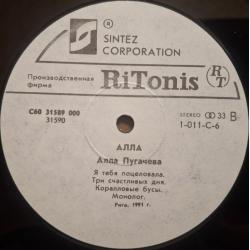 ®
SINTEZ
CORPORATION
Производственная
фирма
RiTonis
R
T
®
С60 31589 000
31590
STEREO 33 В
1-011-С-6
АЛЛА
Алла Пугачева
Я тебя поцеловала.
Три счастливых дня.
Коралловые бусы.
Монолог.
Рига, 1991 г.